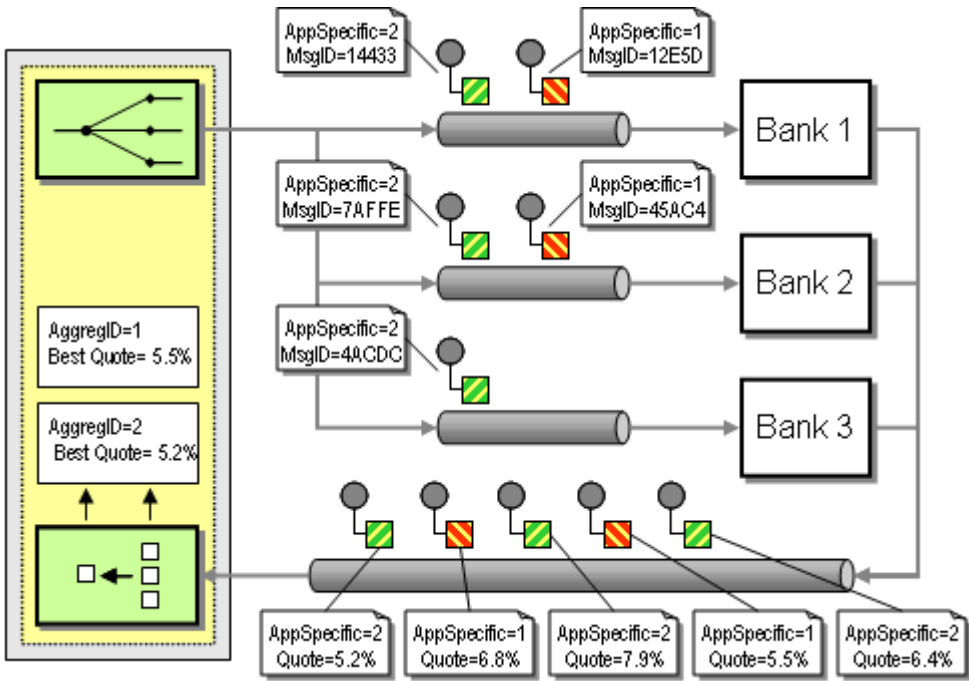 AppSpecific=2
MsgID=14433
AppSpecific=1
MsgID=12E5D
Bank 1
AppSpecific=2
MsgID=7AFFE
AppSpecific=1
MsgID=45AC4
Bank 2
AggregID=1
Best Quote= 5.5%
AppSpecific=2
MsgID=4ACDC
Bank 3
AggregID=2
Best Quote= 5.2%
AppSpecific=2
Quote=5.2%
AppSpecific=1
Quote=6.8%
AppSpecific=2
Quote=7.9%
AppSpecific=1
Quote=5.5%
AppSpecific=2
Quote=6.4%